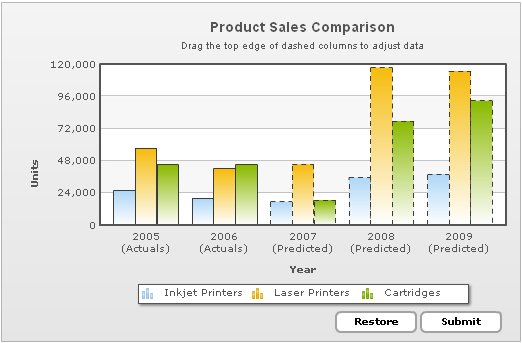 Product Sales Comparison
Drag the top edge of dashed columns to adjust data
120,000
96,000
72,000
48,000
24,000
0
Units
2005 2006 2007 2008 2009
(Actuals) (Actuals) (Predicted) (Predicted) (Predicted)
Year
Inkjet Printers Laser Printers Cartridges
Restore Submit